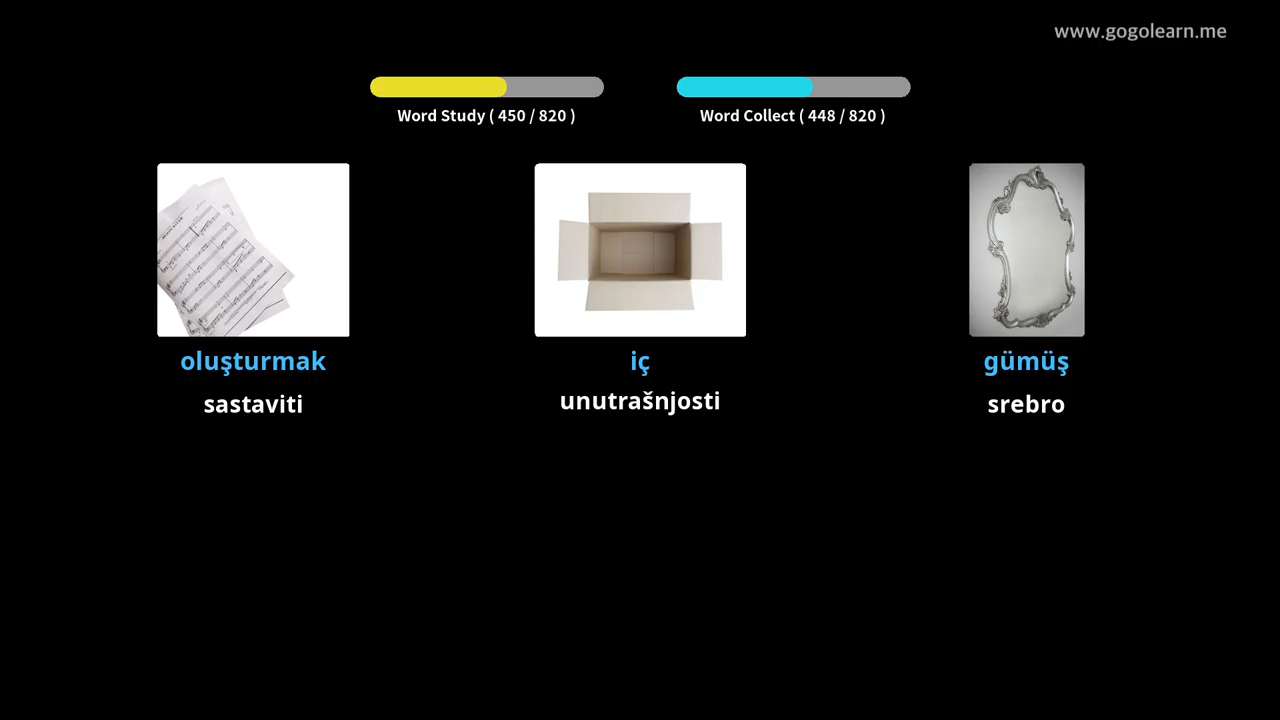 www.gogolearn.me
Word Study ( 450 / 820 )
Word Collect ( 448 / 820 )
oluşturmak
iç
gümüş
sastaviti
unutrašnjosti
srebro